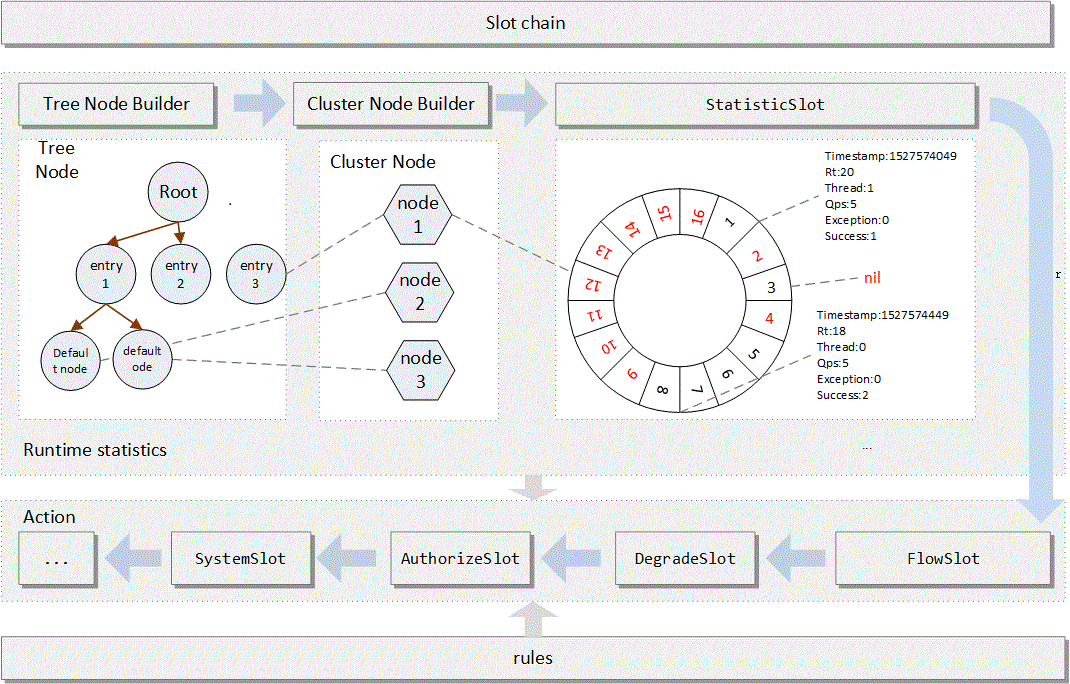 Slot chain
Tree Node Builder
Cluster Node Builder
StatisticSlot
Tree
Node
Root
.
entry
1
entry
2
entry
3
Defaul
t node
default
ode
Cluster Node
node
1
node
2
node
3
1
2
3
4
5
6
7
8
9
10
11
12
13
14
15
16
Timestamp:1527574049
Rt:20
Thread:1
Qps:5
Exception:0
Success:1
nil
Timestamp:1527574449
Rt:18
Thread:0
Qps:5
Exception:0
Success:2
r
Runtime statistics
...
Action
...
SystemSlot
AuthorizeSlot
DegradeSlot
FlowSlot
rules